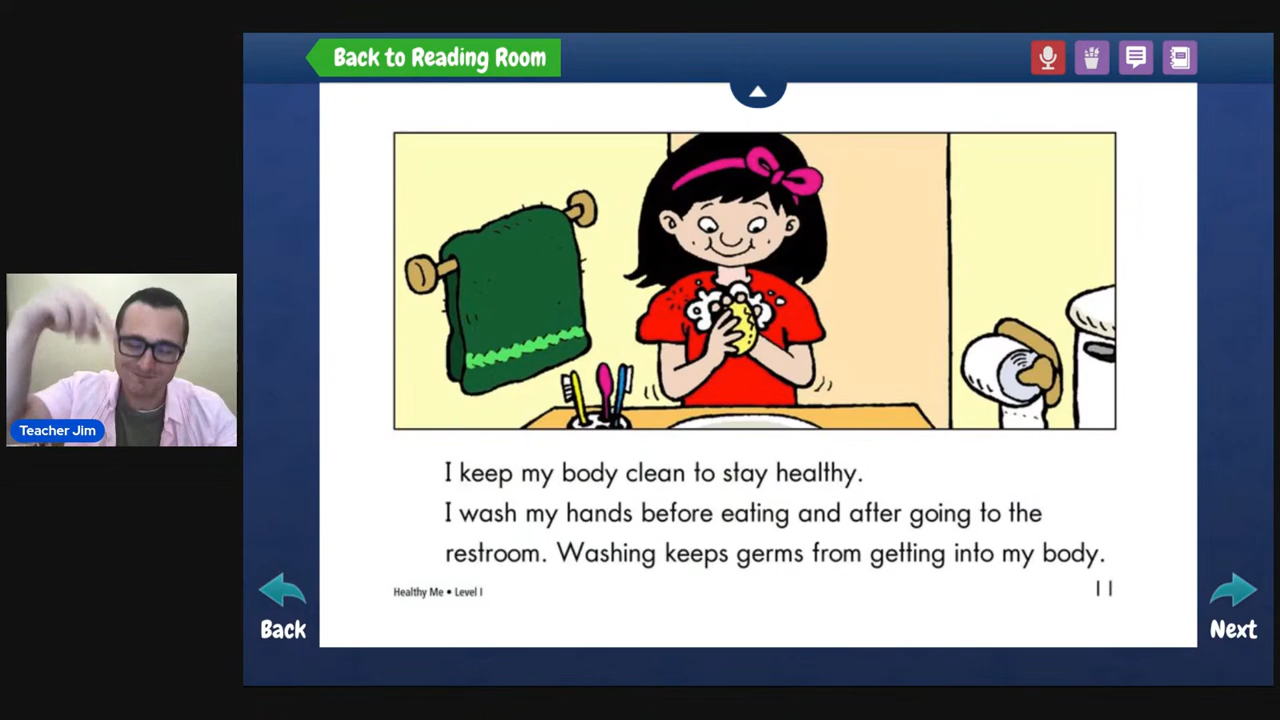 Back to Reading Room
I keep my body clean to stay healthy.
I wash my hands before eating and after going to the
restroom. Washing keeps germs from getting into my body.
Healthy Me • Level I
11
Back
Next
Teacher Jim